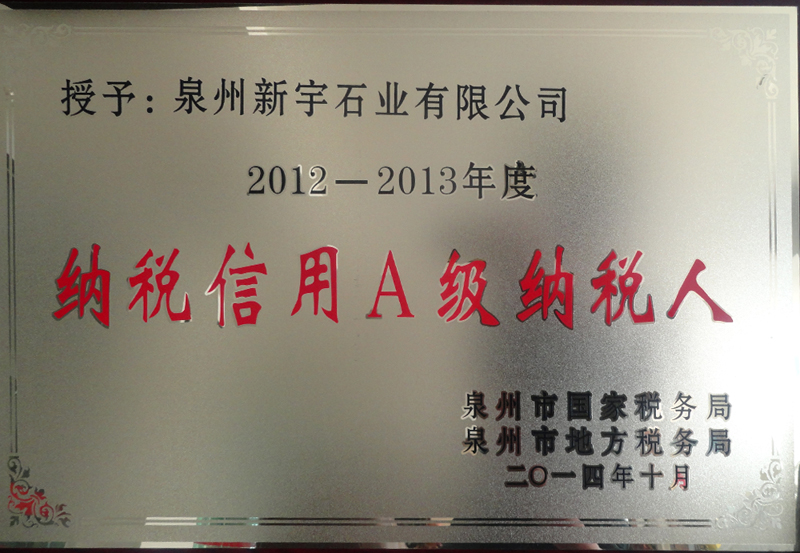 授予：泉州新宇石业有限公司
2012－2013年度
纳税信用A级纳税人
泉州市国家税务局
泉州市地方税务局
二〇一四年十月